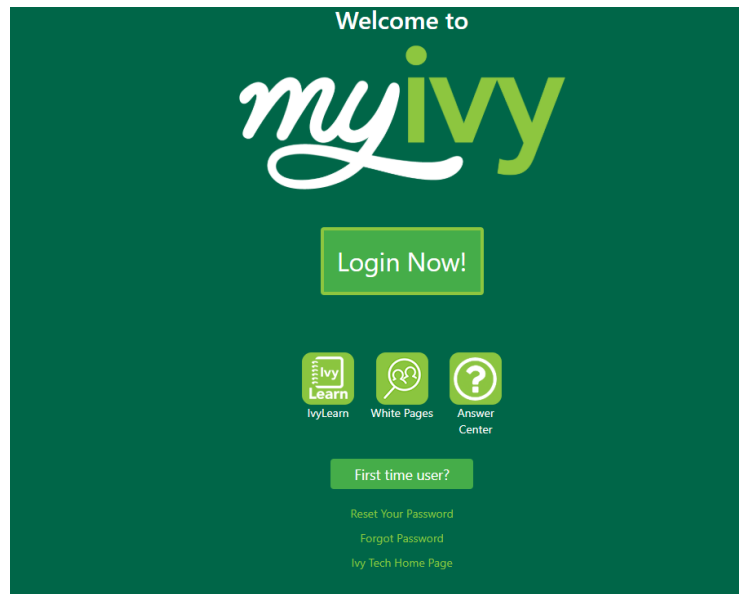 Welcome to
myivy
Login Now!
Ivy
Learn
?
IvyLearn
White Pages
Answer
Center
First time user?
Reset Your Password
Forgot Password
Ivy Tech Home Page